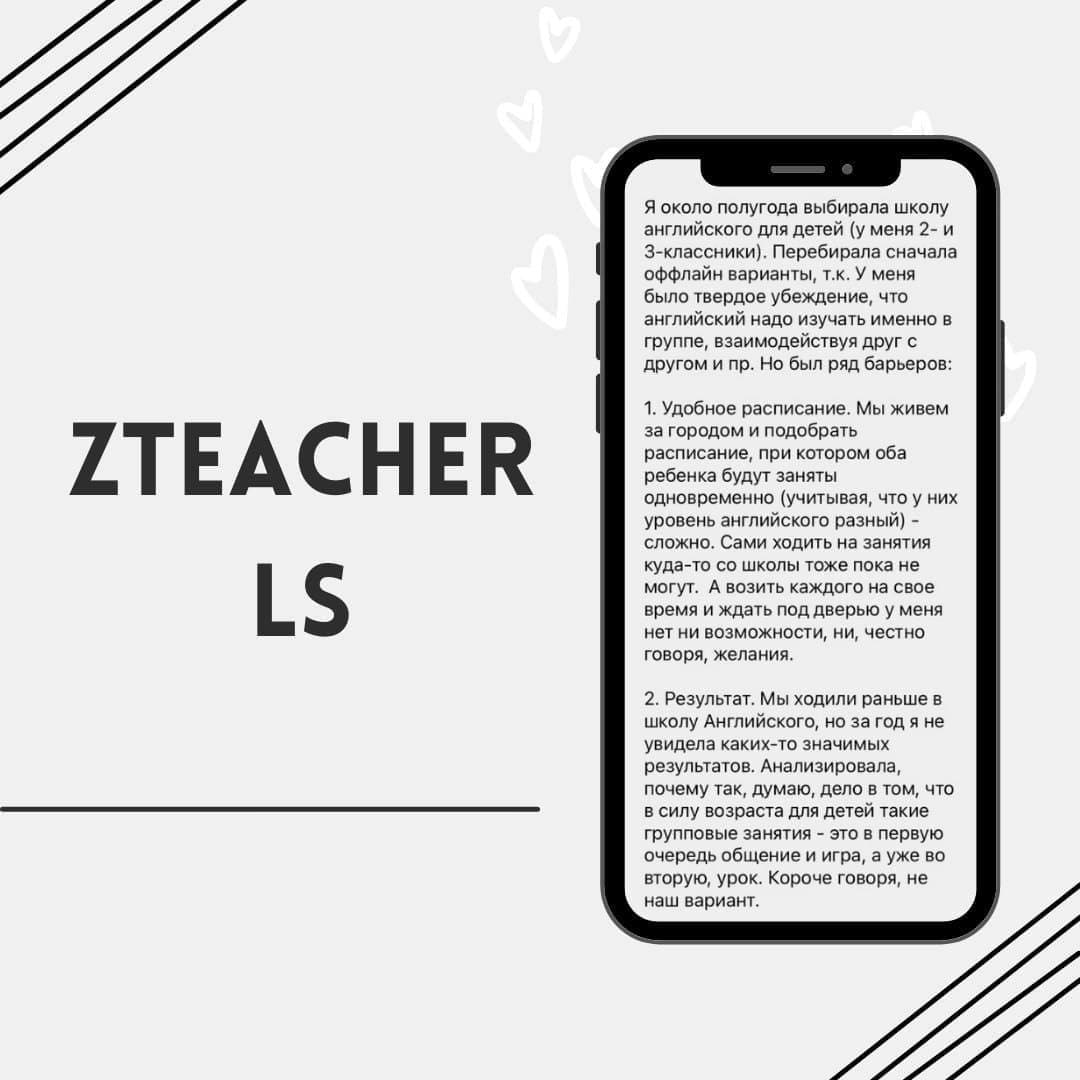 ZTEACHER
LS
Я около полугода выбирала школу
английского для детей (у меня 2- и
3-классники). Перебирала сначала
оффлайн варианты, т.к. У меня
было твердое убеждение, что
английский надо изучать именно в
группе, взаимодействуя друг с
другом и пр. Но был ряд барьеров:
1. Удобное расписание. Мы живем
за городом и подобрать
расписание, при котором оба
ребенка будут заняты
одновременно (учитывая, что у них
уровень английского разный) -
сложно. Сами ходить на занятия
куда-то со школы тоже пока не
могут.  А возить каждого на свое
время и ждать под дверью у меня
нет ни возможности, ни, честно
говоря, желания.
2. Результат. Мы ходили раньше в
школу Английского, но за год я не
увидела каких-то значимых
результатов. Анализировала,
почему так, думаю, дело в том, что
в силу возраста для детей такие
групповые занятия - это в первую
очередь общение и игра, а уже во
вторую, урок. Короче говоря, не
наш вариант.